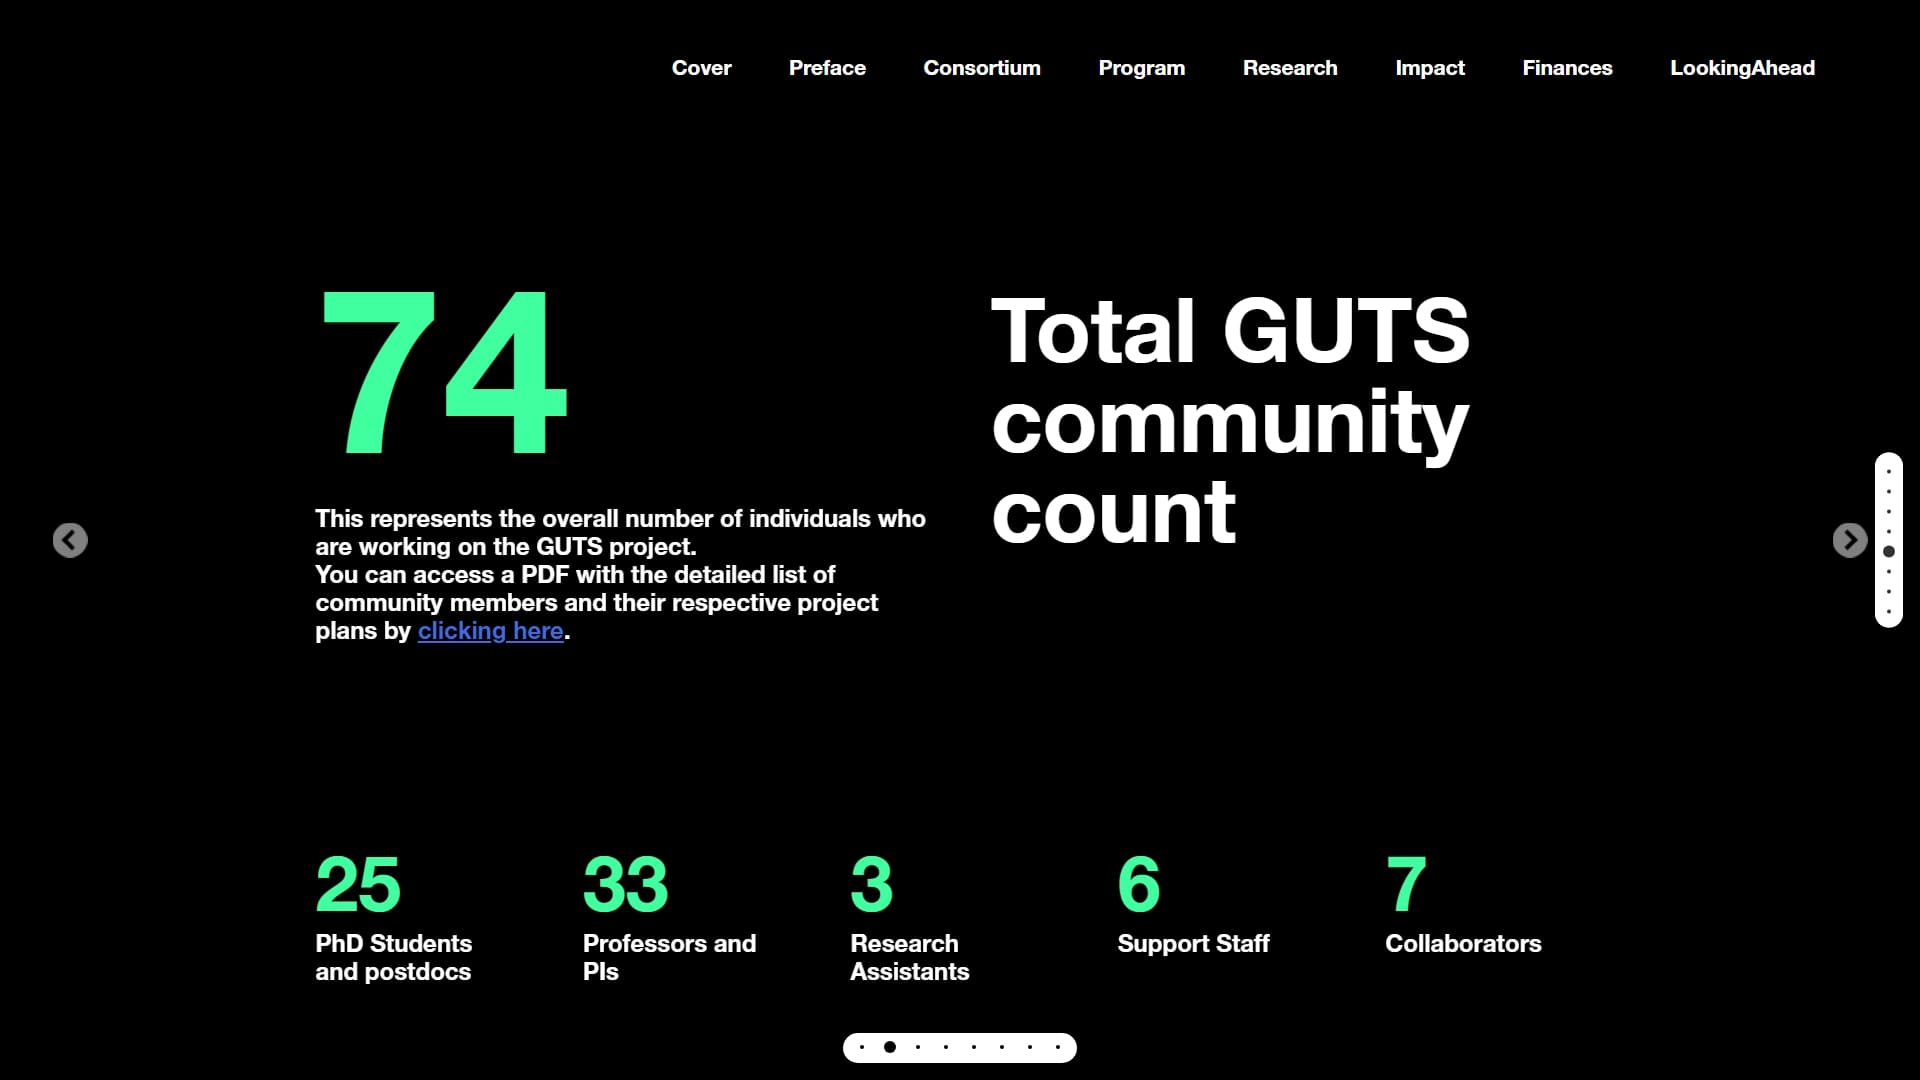 Cover Preface Consortium Program Research Impact Finances LookingAhead
74
Total GUTS
community
count
This represents the overall number of individuals who
are working on the GUTS project.
You can access a PDF with the detailed list of
community members and their respective project
plans by clicking here.
25
PhD Students
and postdocs
33
Professors and
PIs
3
Research
Assistants
6
Support Staff
7
Collaborators